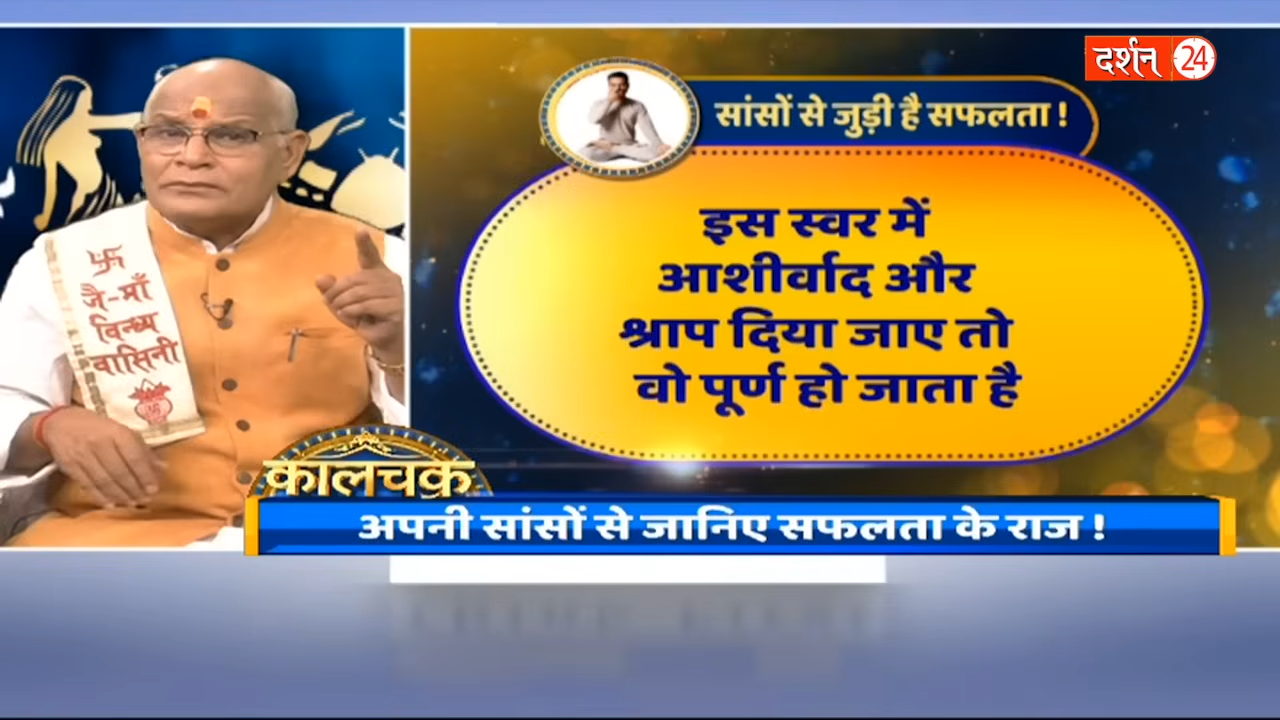 दर्शन 24
सांसों से जुड़ी है सफलता !
इस स्वर में
आशीर्वाद और
श्राप दिया जाए तो
वो पूर्ण हो जाता है
जै-माँ
विन्ध्य
वासिनी
कालचक्र
अपनी सांसों से जानिए सफलता के राज !